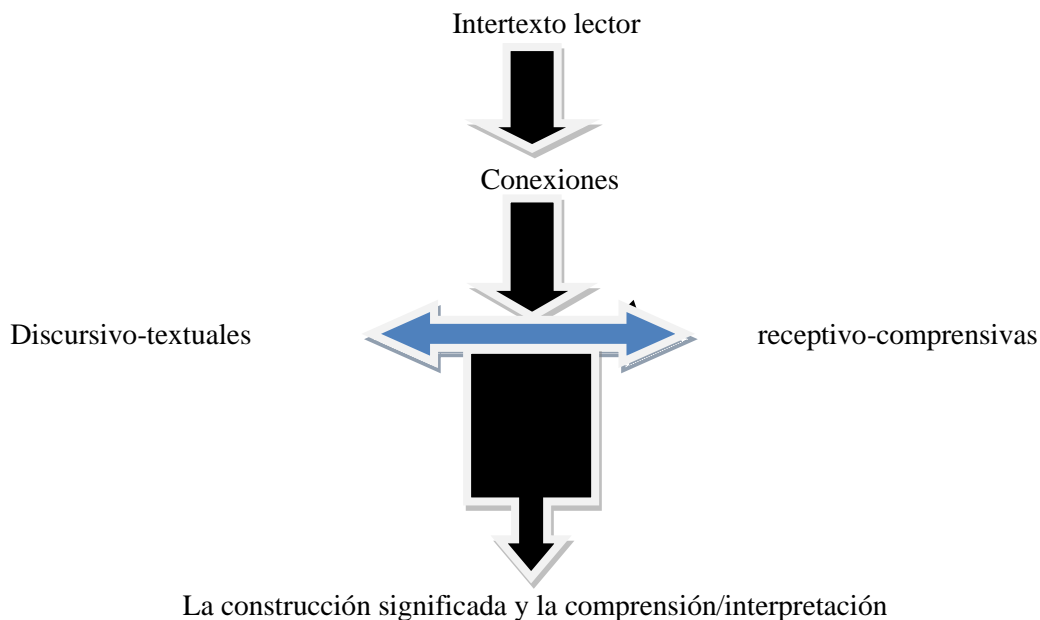 Intertexto lector
Conexiones
Discursivo-textuales
receptivo-comprensivas
La construcción significada y la comprensión/interpretación